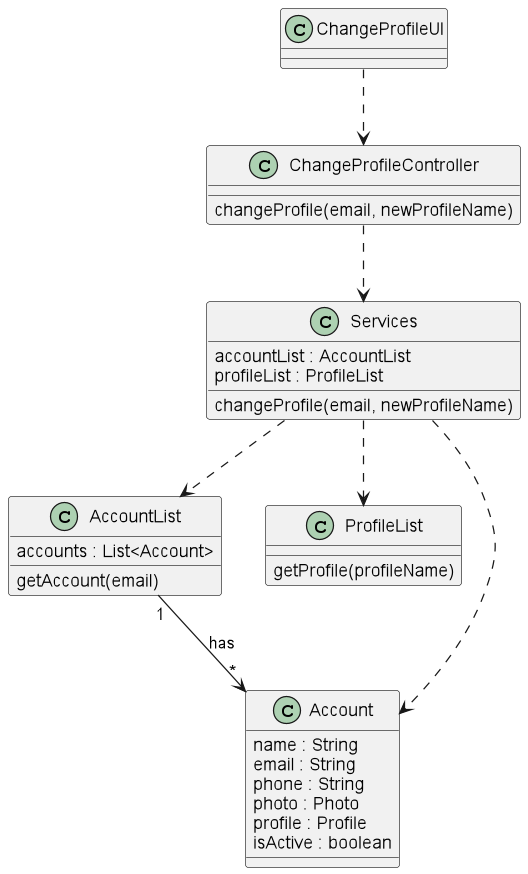 C ChangeProfileUI
C ChangeProfileController
changeProfile(email, newProfileName)
C Services
accountList : AccountList
profileList : ProfileList
changeProfile(email, newProfileName)
C AccountList
accounts : List<Account>
getAccount(email)
C ProfileList
getProfile(profileName)
1
has
*
C Account
name : String
email : String
phone : String
photo : Photo
profile : Profile
isActive : boolean